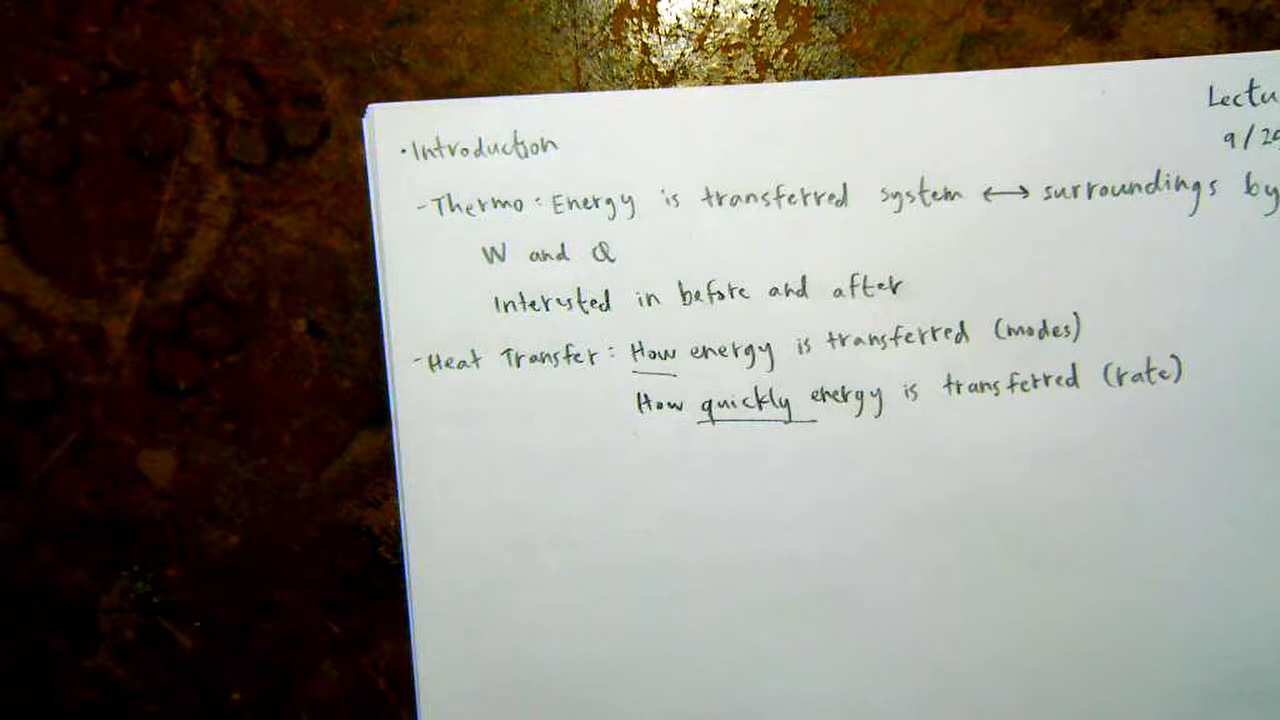 Lectu
9/25
• Introduction
- Thermo: Energy is transferred system ↔ surroundings by
W and Q
Interested in before and after
- Heat Transfer: How energy is transferred (modes)
How quickly energy is transferred (rate)